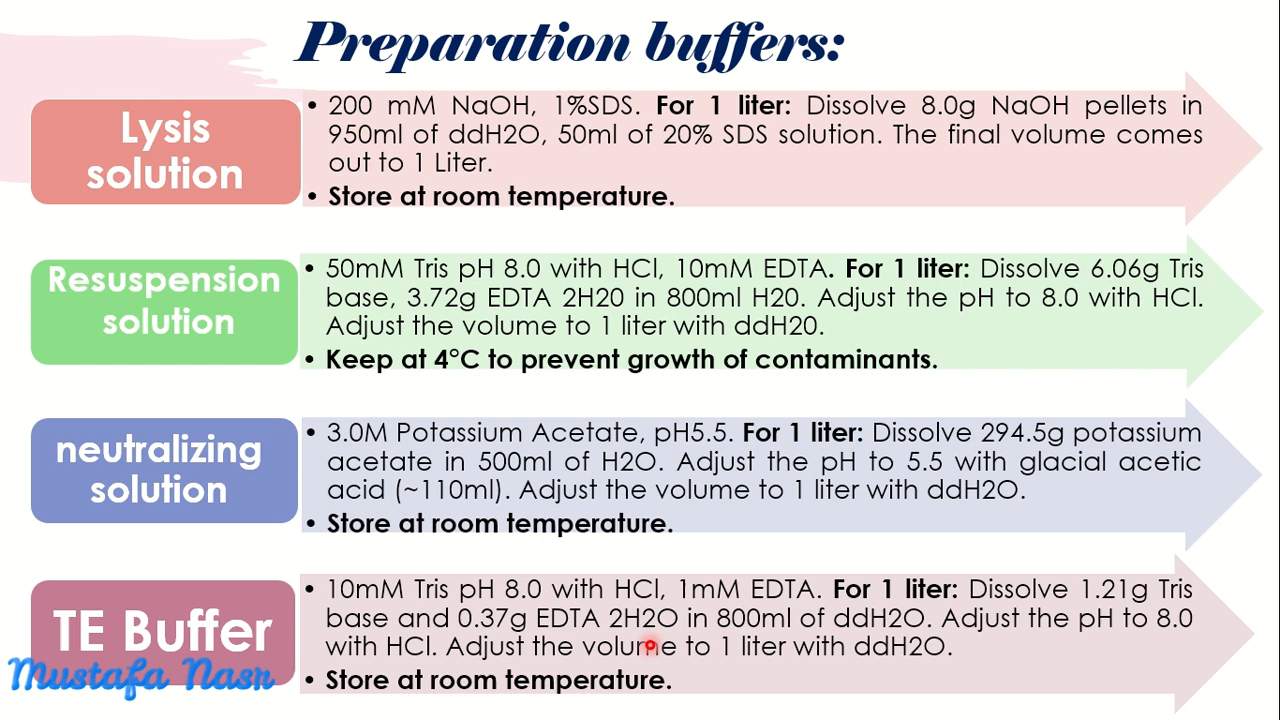 Preparation buffers:
Lysis
solution
• 200 mM NaOH, 1%SDS. For 1 liter: Dissolve 8.0g NaOH pellets in
950ml of ddH2O, 50ml of 20% SDS solution. The final volume comes
out to 1 Liter.
• Store at room temperature.
Resuspension
solution
• 50mM Tris pH 8.0 with HCl, 10mM EDTA. For 1 liter: Dissolve 6.06g Tris
base, 3.72g EDTA 2H20 in 800ml H20. Adjust the pH to 8.0 with HCl.
Adjust the volume to 1 liter with ddH20.
• Keep at 4°C to prevent growth of contaminants.
neutralizing
solution
• 3.0M Potassium Acetate, pH5.5. For 1 liter: Dissolve 294.5g potassium
acetate in 500ml of H2O. Adjust the pH to 5.5 with glacial acetic
acid (~110ml). Adjust the volume to 1 liter with ddH2O.
• Store at room temperature.
TE Buffer
• 10mM Tris pH 8.0 with HCl, 1mM EDTA. For 1 liter: Dissolve 1.21g Tris
base and 0.37g EDTA 2H2O in 800ml of ddH2O. Adjust the pH to 8.0
with HCl. Adjust the volume to 1 liter with ddH2O.
• Store at room temperature.
Mustafa Nasr